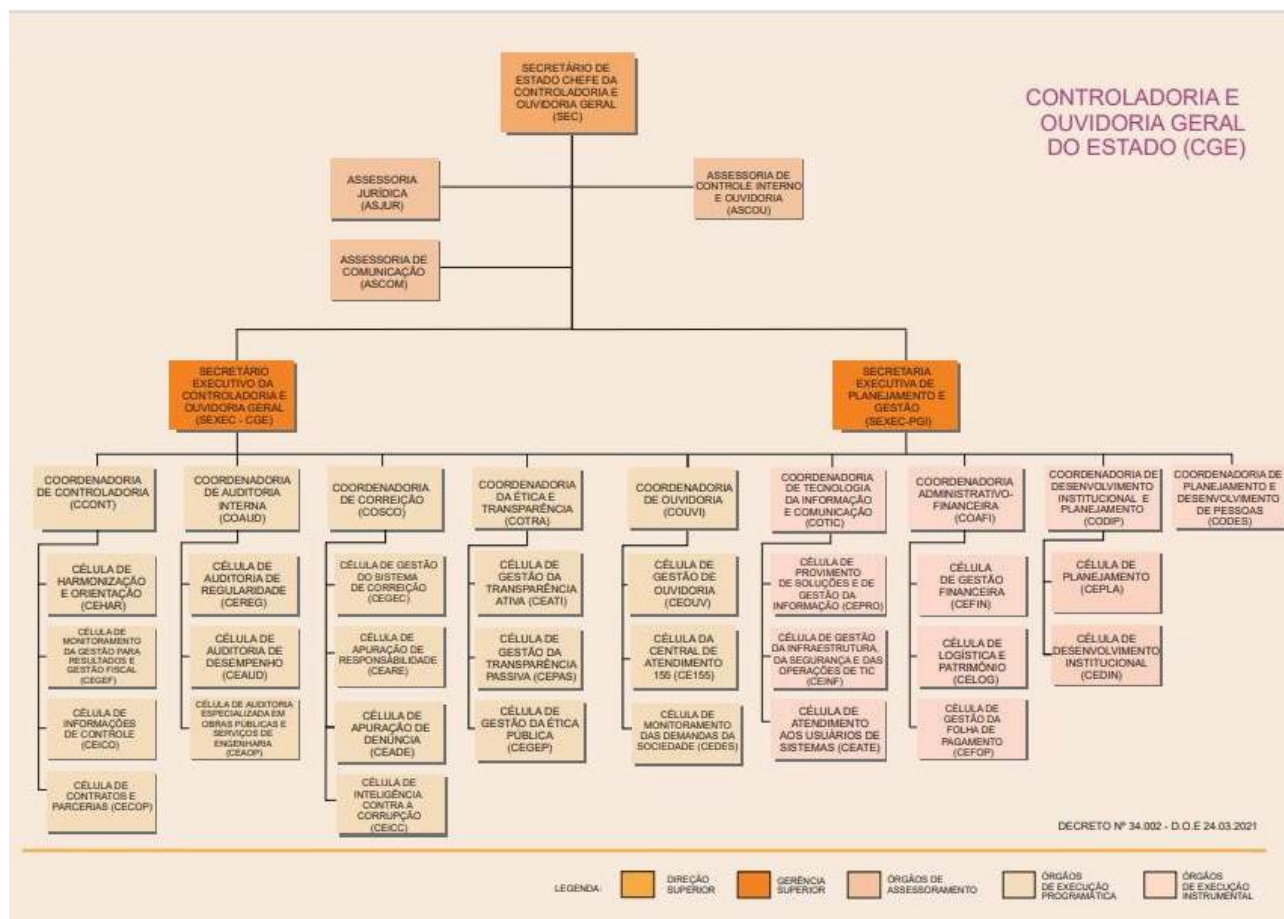 SECRETÁRIO DE
ESTADO CHEFE DA
CONTROLADORIA E
OUVIDORIA GERAL
(SEC)
CONTROLADORIA E
OUVIDORIA GERAL
DO ESTADO (CGE)
ASSESSORIA
JURÍDICA
(ASJUR)
ASSESSORIA DE
CONTROLE INTERNO
E OUVIDORIA
(ASCOU)
ASSESSORIA DE
COMUNICAÇÃO
(ASCOM)
SECRETÁRIO
EXECUTIVO DA
CONTROLADORIA E
OUVIDORIA GERAL
(SEXEC - CGE)
SECRETARIA
EXECUTIVA DE
PLANEJAMENTO E
GESTÃO
(SEXEC-PGI)
COORDENADORIA
DE CONTROLADORIA
(CCONT)
COORDENADORIA
DE AUDITORIA
INTERNA
(COAUD)
COORDENADORIA
DE CORREIÇÃO
(COSCO)
COORDENADORIA
DA ÉTICA E
TRANSPARÊNCIA
(COTRA)
COORDENADORIA
DE OUVIDORIA
(COUVI)
COORDENADORIA
DE TECNOLOGIA
DA INFORMAÇÃO
E COMUNICAÇÃO
(COTIC)
COORDENADORIA
ADMINISTRATIVO-
FINANCEIRA
(COAFI)
COORDENADORIA DE
DESENVOLVIMENTO
INSTITUCIONAL E
PLANEJAMENTO
(CODIP)
COORDENADORIA DE
PLANEJAMENTO E
DESENVOLVIMENTO
DE PESSOAS
(CODES)
CÉLULA DE
HARMONIZAÇÃO
E ORIENTAÇÃO
(CEHAR)
CÉLULA DE
MONITORAMENTO
DA GESTÃO PARA
RESULTADOS E
GESTÃO FISCAL
(CEGEF)
CÉLULA DE
INFORMAÇÕES
DE CONTROLE
(CEICO)
CÉLULA DE
CONTRATOS E
PARCERIAS (CECOP)
CÉLULA DE
AUDITORIA DE
REGULARIDADE
(CEREG)
CÉLULA DE
AUDITORIA DE
DESEMPENHO
(CEAUD)
CÉLULA DE AUDITORIA
ESPECIALIZADA EM
OBRAS PÚBLICAS E
SERVIÇOS DE
ENGENHARIA
(CEAOP)
CÉLULA DE GESTÃO
DO SISTEMA
DE CORREIÇÃO
(CEGEC)
CÉLULA DE
APURAÇÃO DE
RESPONSABILIDADE
(CEARE)
CÉLULA DE
APURAÇÃO DE
DENÚNCIA
(CEADE)
CÉLULA DE
INTELIGÊNCIA
CONTRA A
CORRUPÇÃO
(CEICC)
CÉLULA DE
GESTÃO DA
TRANSPARÊNCIA
ATIVA (CEATI)
CÉLULA DE
GESTÃO DA
TRANSPARÊNCIA
PASSIVA (CEPAS)
CÉLULA DE
GESTÃO DA ÉTICA
PÚBLICA
(CEGEP)
CÉLULA DE
GESTÃO DE
OUVIDORIA
(CEOUV)
CÉLULA DA
CENTRAL DE
ATENDIMENTO
155 (CE155)
CÉLULA DE
MONITORAMENTO
DAS DEMANDAS DA
SOCIEDADE (CEDES)
CÉLULA DE
PROVIMENTO
DE SOLUÇÕES E DE
GESTÃO DA
INFORMAÇÃO (CEPRO)
CÉLULA DE GESTÃO
DA INFRAESTRUTURA,
DA SEGURANÇA E DAS
OPERAÇÕES DE TIC
(CEINF)
CÉLULA DE
ATENDIMENTO
AOS USUÁRIOS DE
SISTEMAS (CEATE)
CÉLULA
DE GESTÃO
FINANCEIRA
(CEFIN)
CÉLULA DE
LOGÍSTICA E
PATRIMÔNIO
(CELOG)
CÉLULA DE
GESTÃO DA
FOLHA DE
PAGAMENTO
(CEFOP)
CÉLULA DE
PLANEJAMENTO
(CEPLA)
CÉLULA DE
DESENVOLVIMENTO
INSTITUCIONAL
(CEDIN)
DECRETO Nº 34.002 - D.O.E 24.03.2021
LEGENDA:
DIREÇÃO
SUPERIOR
GERÊNCIA
SUPERIOR
ÓRGÃOS DE
ASSESSORAMENTO
ÓRGÃOS
DE EXECUÇÃO
PROGRAMÁTICA
ÓRGÃOS
DE EXECUÇÃO
INSTRUMENTAL